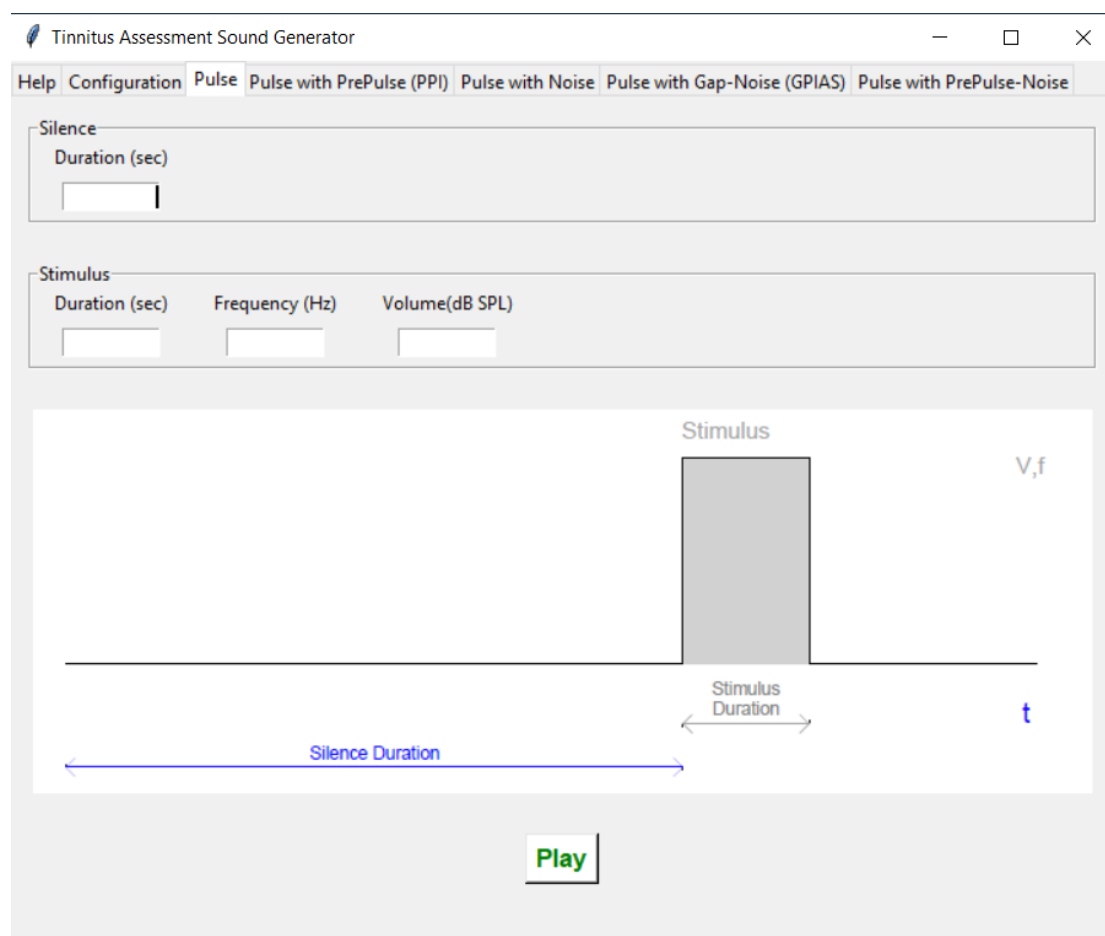 Tinnitus Assessment Sound Generator
Help Configuration Pulse Pulse with PrePulse (PPI) Pulse with Noise Pulse with Gap-Noise (GPIAS) Pulse with PrePulse-Noise
Silence
Duration (sec)
Stimulus
Duration (sec) Frequency (Hz) Volume(dB SPL)
Stimulus
V,f
Stimulus
Duration
t
Silence Duration
Play